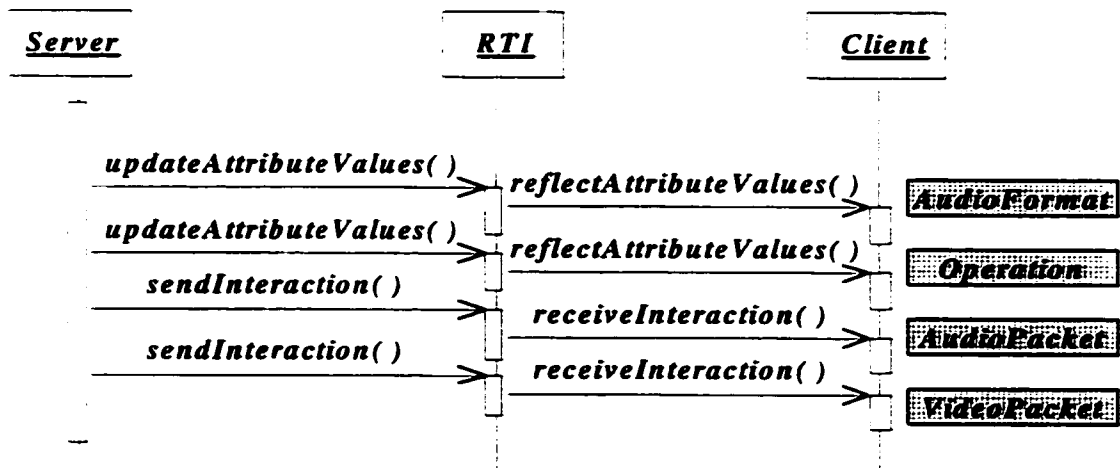 Server RTI Client
updateAttributeValues( )
reflectAttributeValues( ) AudioFormat
updateAttributeValues( )
reflectAttributeValues( ) Operation
sendInteraction( )
receiveInteraction( ) AudioPacket
sendInteraction( )
receiveInteraction( )
VideoPacket